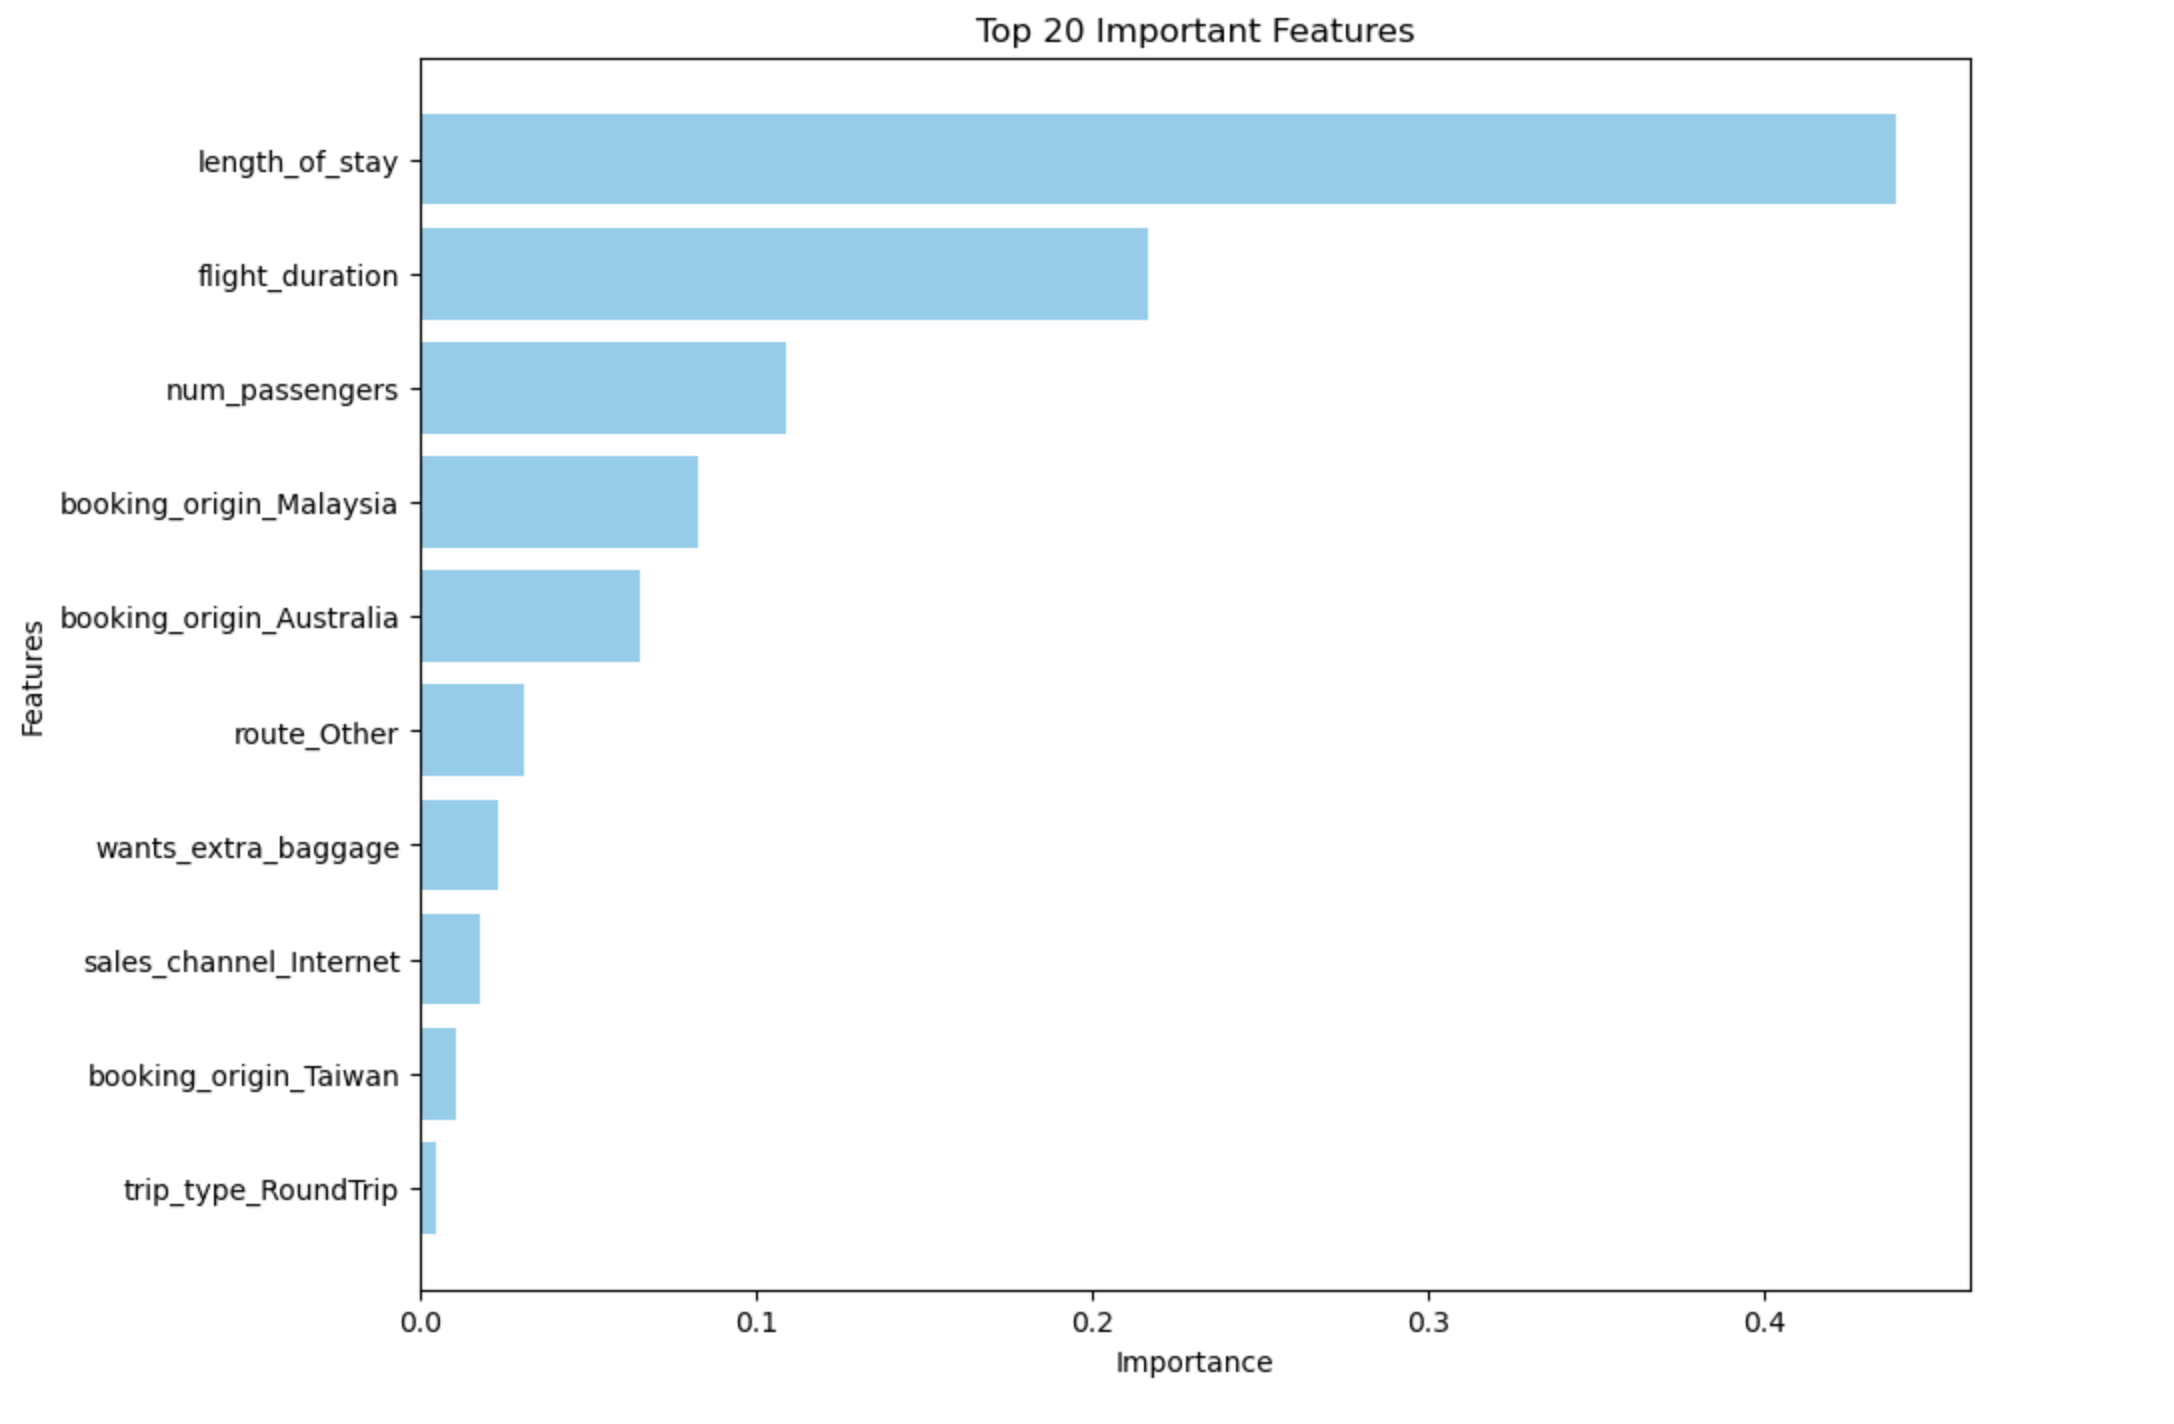 Top 20 Important Features
length_of_stay
flight_duration
num_passengers
booking_origin_Malaysia
booking_origin_Australia
route_Other
wants_extra_baggage
sales_channel_Internet
booking_origin_Taiwan
trip_type_RoundTrip
Features
0.0 0.1 0.2 0.3 0.4
Importance